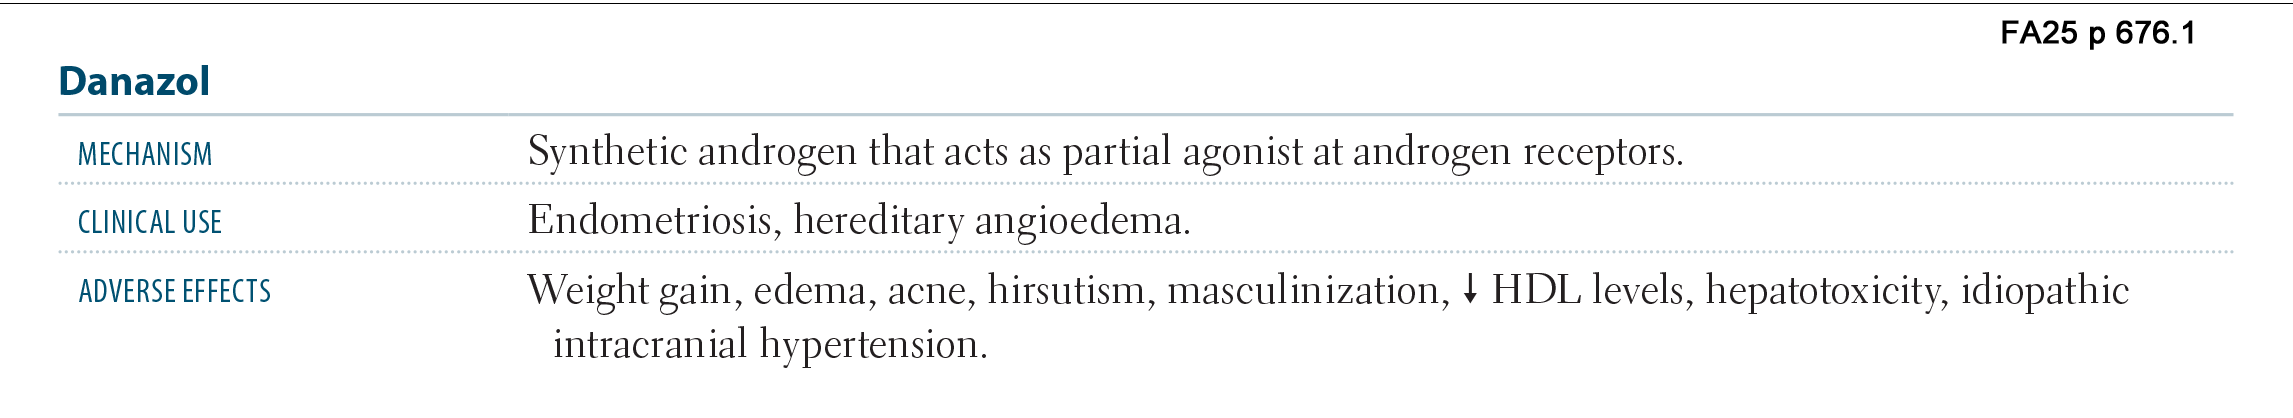 FA25 p 676.1
Danazol
MECHANISM Synthetic androgen that acts as partial agonist at androgen receptors.
CLINICAL USE Endometriosis, hereditary angioedema.
ADVERSE EFFECTS Weight gain, edema, acne, hirsutism, masculinization, ↓ HDL levels, hepatotoxicity, idiopathic
intracranial hypertension.